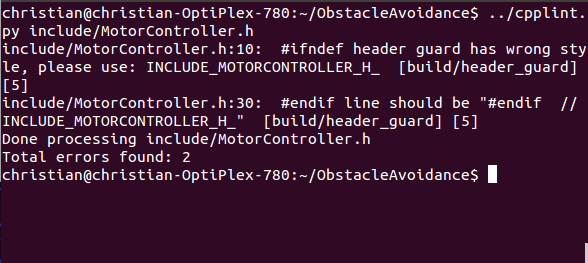 christian@christian-OptiPlex-780:~/ObstacleAvoidance$ ../cpplint.
py include/MotorController.h
include/MotorController.h:10:  #ifndef header guard has wrong sty
le, please use: INCLUDE_MOTORCONTROLLER_H_  [build/header_guard]
[5]
include/MotorController.h:30:  #endif line should be "#endif  //
INCLUDE_MOTORCONTROLLER_H_"  [build/header_guard] [5]
Done processing include/MotorController.h
Total errors found: 2
christian@christian-OptiPlex-780:~/ObstacleAvoidance$